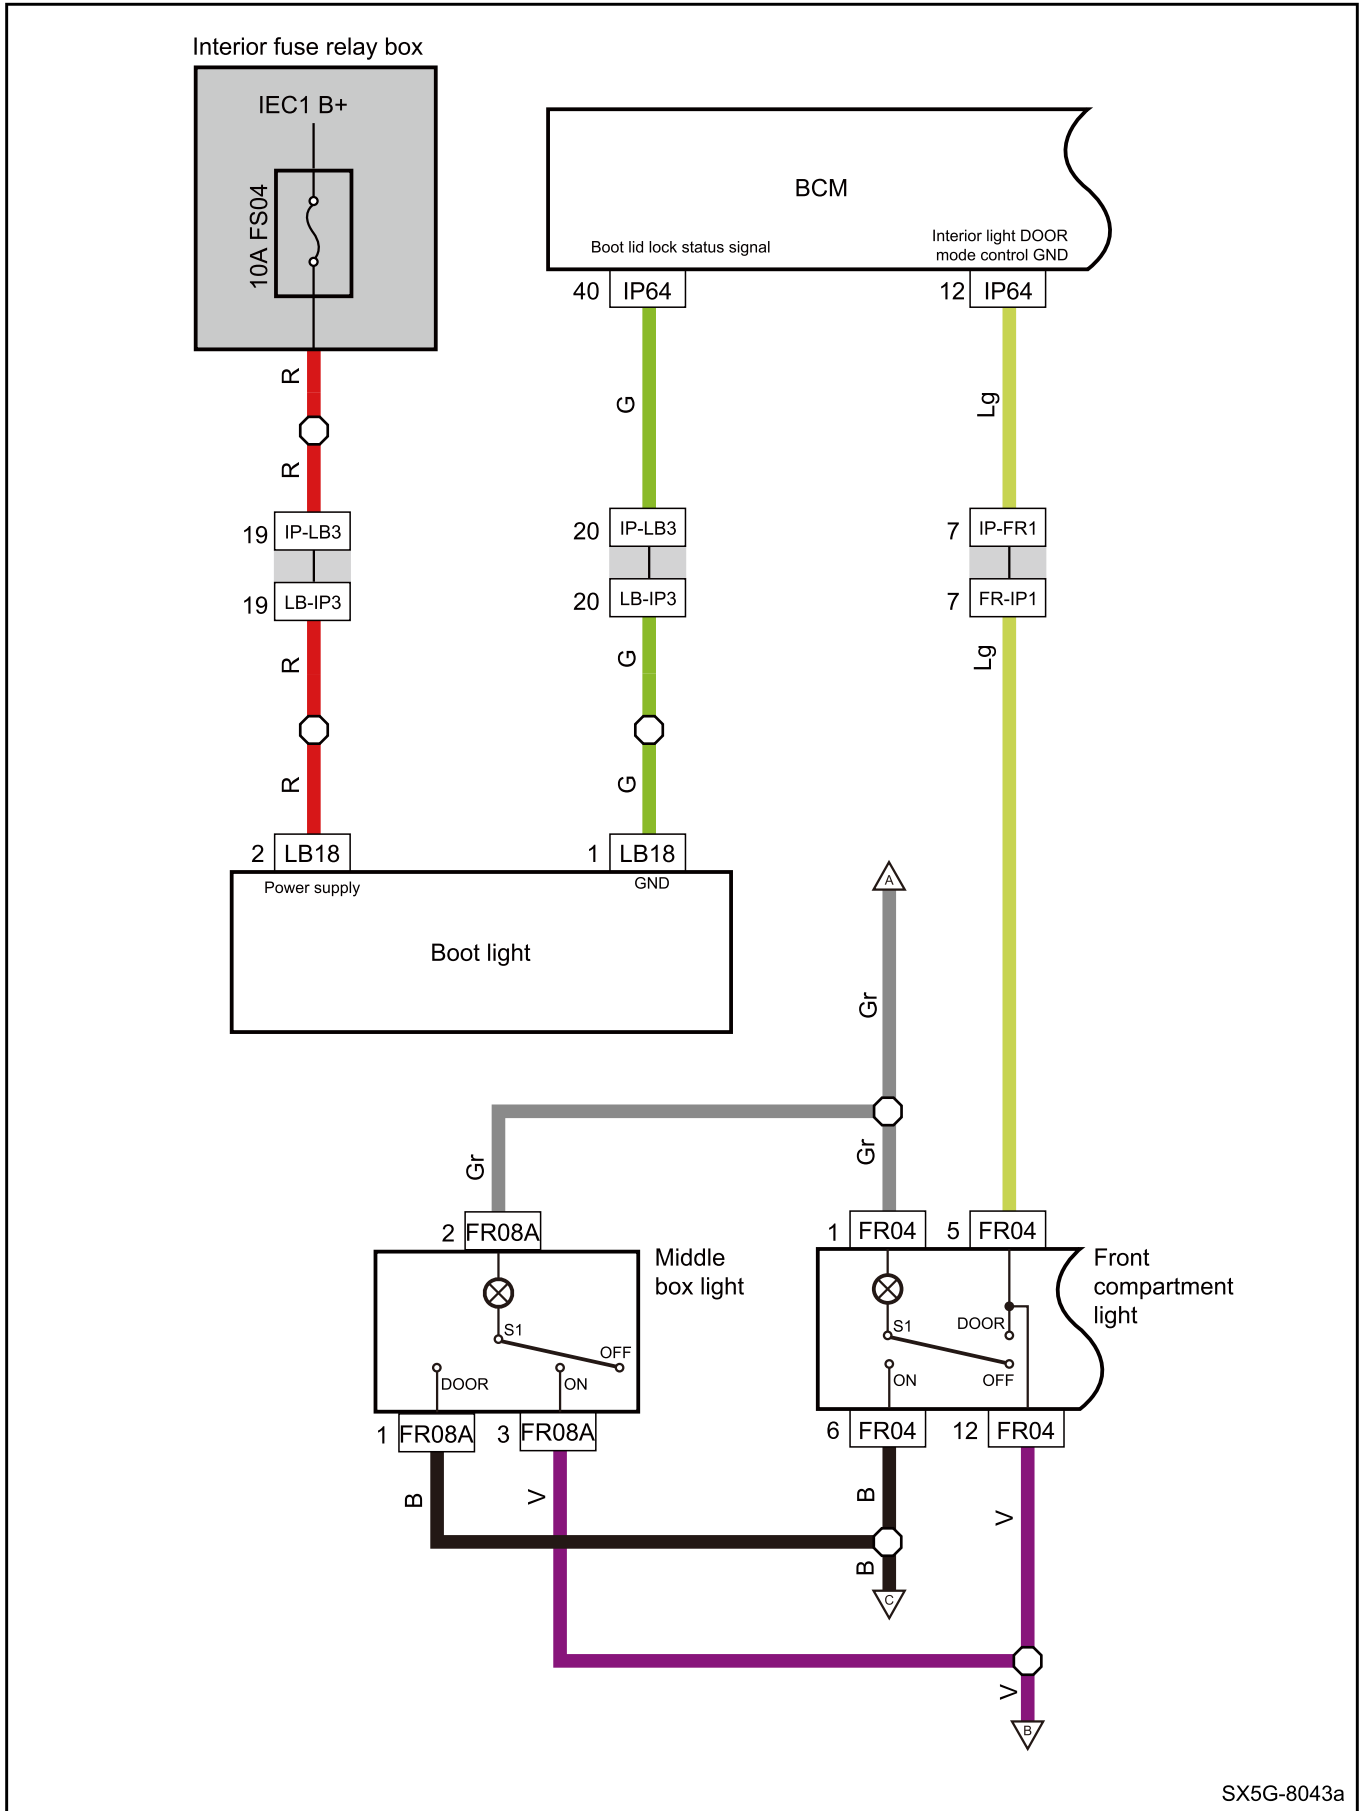 Interior fuse relay box
IEC1 B+
10A FS04
BCM
Boot lid lock status signal
Interior light DOOR
mode control GND
40 IP64
12 IP64
R
G
Lg
R
19 IP-LB3
20 IP-LB3
7 IP-FR1
19 LB-IP3
20 LB-IP3
7 FR-IP1
R
G
Lg
R
G
2 LB18
1 LB18
Power supply
GND
Boot light
A
Gr
Gr
Gr
2 FR08A
1 FR04
5 FR04
Middle
box light
Front
compartment
light
S1
OFF
DOOR
ON
S1
DOOR
ON
OFF
1 FR08A
3 FR08A
6 FR04
12 FR04
B
V
B
V
B
C
V
B
SX5G-8043a